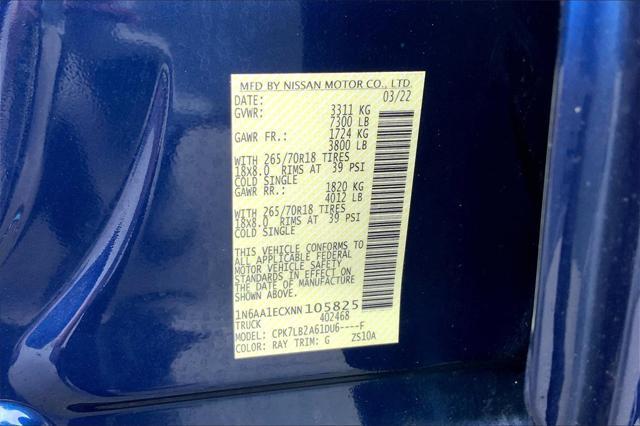 MFD BY NISSAN MOTOR CO., LTD.
DATE: 03/22
GVWR: 3311 KG
7300 LB
GAWR FR.: 1724 KG
3800 LB
WITH 265/70R18 TIRES
18X8.0 RIMS AT 39 PSI
COLD SINGLE
GAWR RR.: 1820 KG
4012 LB
WITH 265/70R18 TIRES
18X8.0 RIMS AT 39 PSI
COLD SINGLE
THIS VEHICLE CONFORMS TO
ALL APPLICABLE FEDERAL
MOTOR VEHICLE SAFETY
STANDARDS IN EFFECT ON
THE DATE OF MANUFACTURE
SHOWN ABOVE.
1N6AA1ECXNN105825
TRUCK 402468
MODEL: CPK7LB2A61DU6----F
COLOR: RAY TRIM: G ZS10A